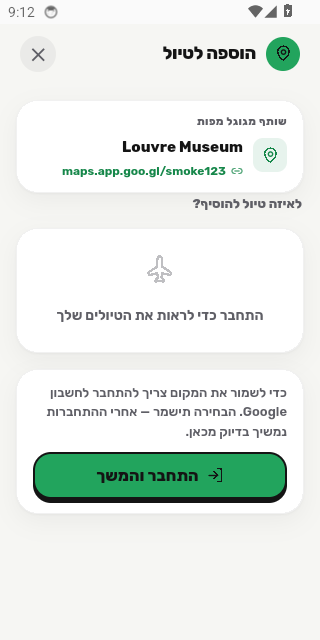 9:12
הוספה לטיול
שותף מגוגל מפות
Louvre Museum
maps.app.goo.gl/smoke123
לאיזה טיול להוסיף?
התחבר כדי לראות את הטיולים שלך
כדי לשמור את המקום צריך להתחבר לחשבון
Google. הבחירה תישמר — אחרי ההתחברות
נמשיך בדיוק מכאן.
התחבר והמשך